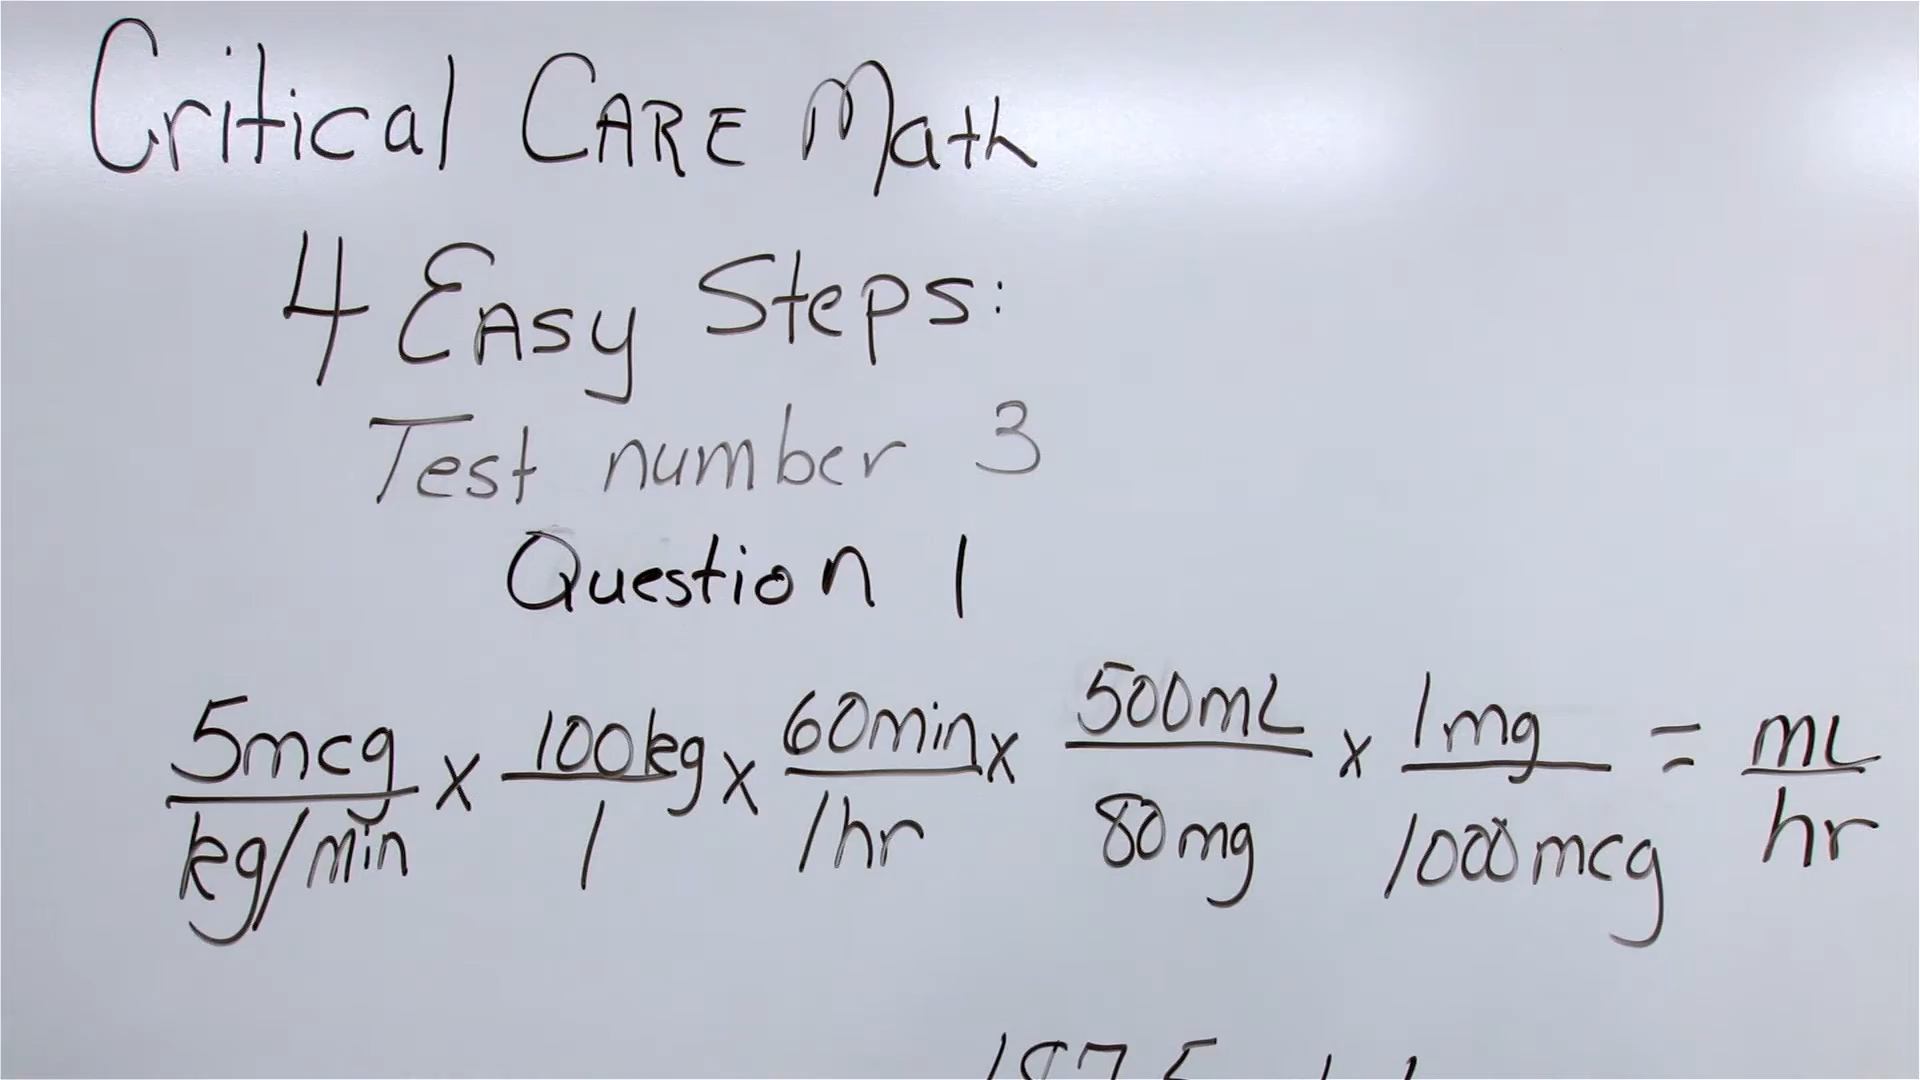 Critical CARE Math
4 Easy Steps:
Test number 3
Question 1
5mcg/kg/min x 100kg/1 x 60min/1hr x 500mL/80mg x 1mg/1000mcg = mL/hr